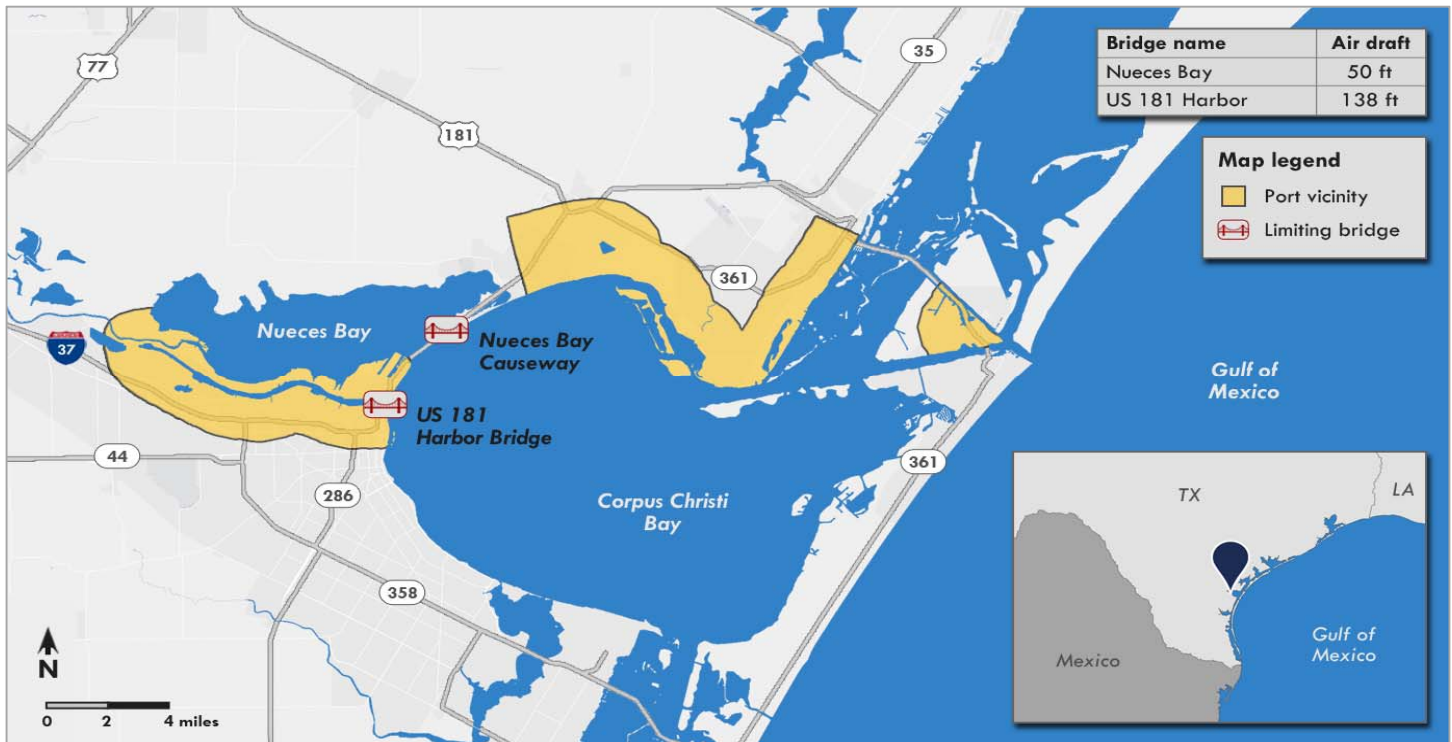 Bridge name Air draft
Nueces Bay 50 ft
US 181 Harbor 138 ft
Map legend
Port vicinity
Limiting bridge
77
35
181
361
Nueces Bay
37
Nueces Bay
Causeway
US 181
Harbor Bridge
Gulf of
Mexico
44
286
361
Corpus Christi
Bay
358
N
0 2 4 miles
TX
LA
Mexico
Gulf of
Mexico